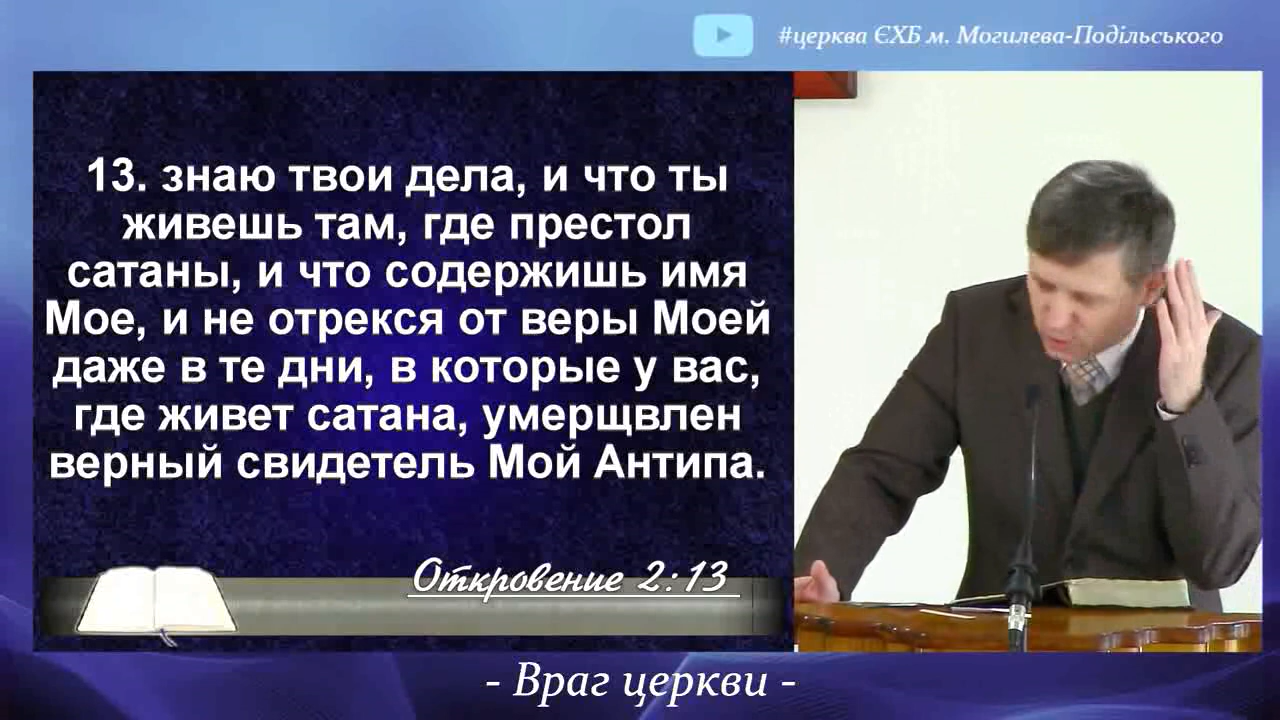 #церква ЄХБ м. Могилева-Подільського
13. знаю твои дела, и что ты
живешь там, где престол
сатаны, и что содержишь имя
Мое, и не отрекся от веры Моей
даже в те дни, в которые у вас,
где живет сатана, умерщвлен
верный свидетель Мой Антипа.
Откровение 2:13
- Враг церкви -